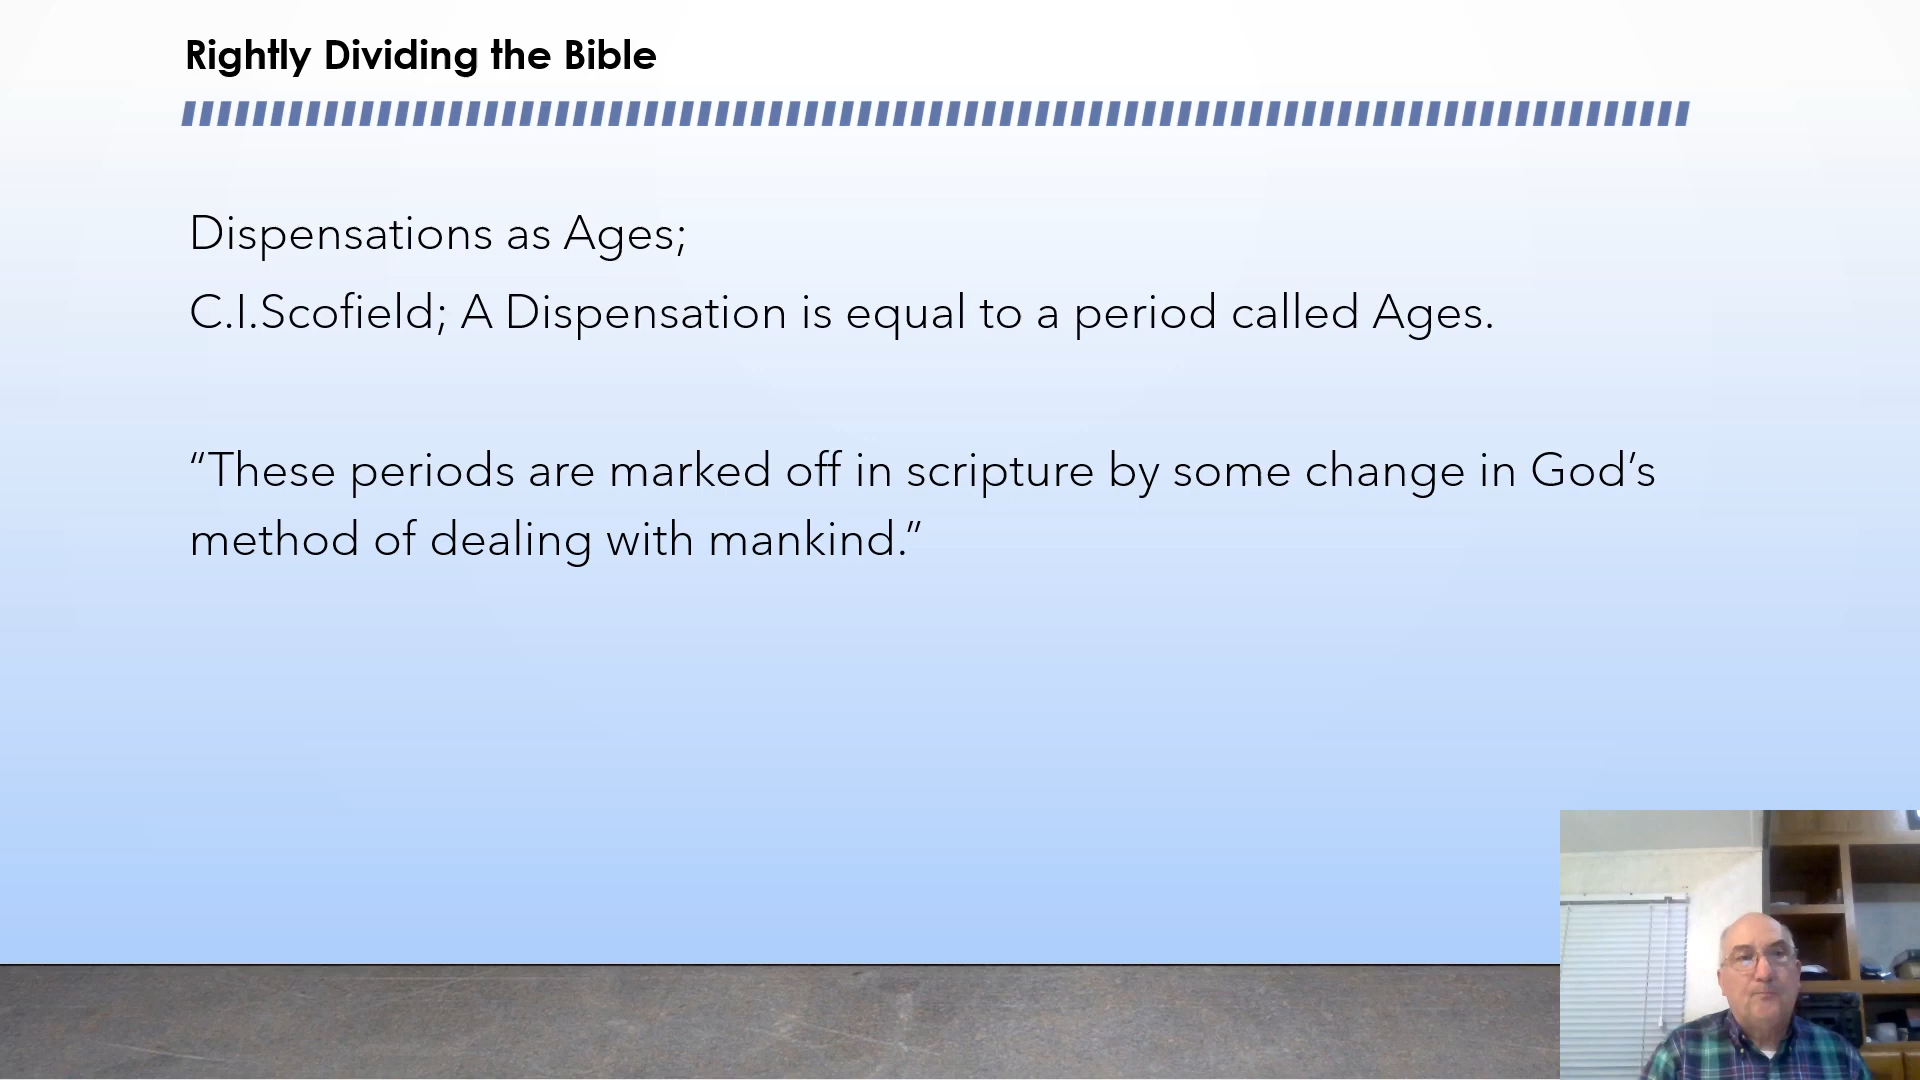 Rightly Dividing the Bible
Dispensations as Ages;
C.I.Scofield; A Dispensation is equal to a period called Ages.
“These periods are marked off in scripture by some change in God’s
method of dealing with mankind.”